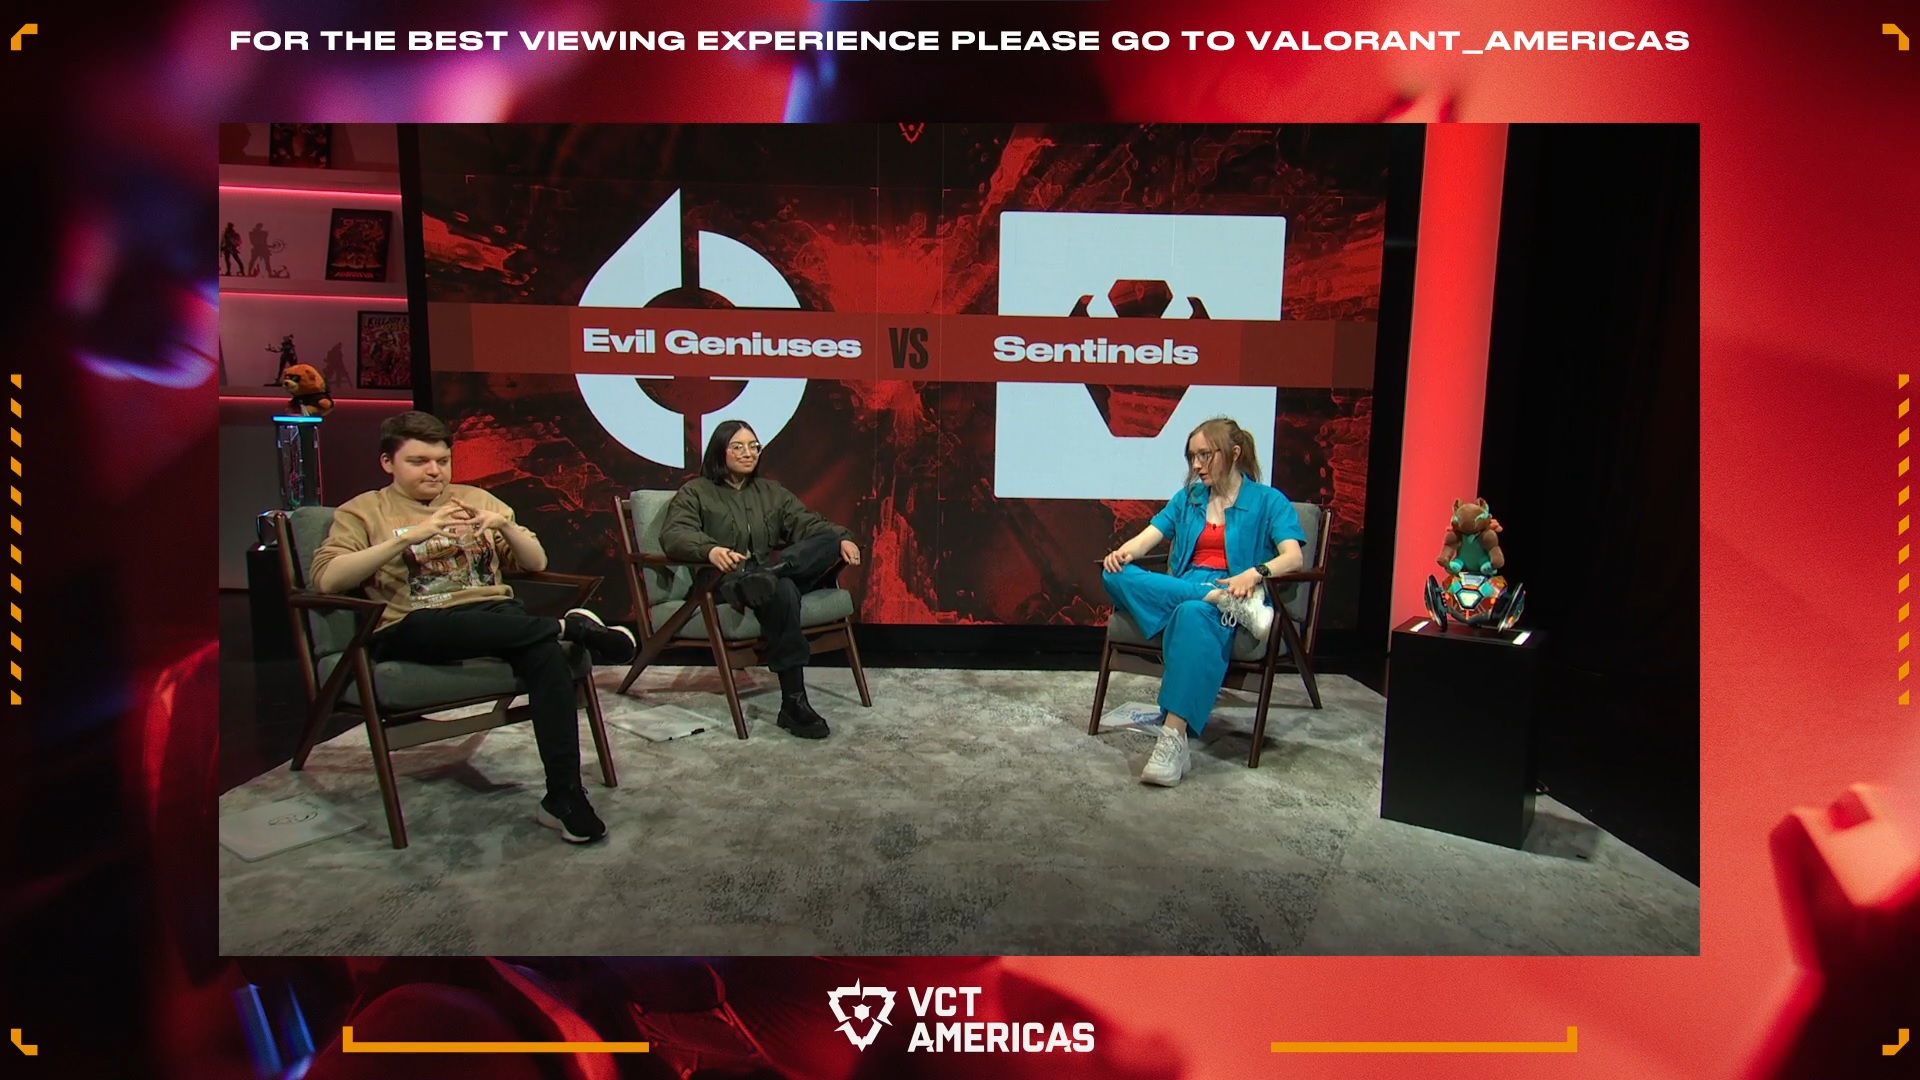 FOR THE BEST VIEWING EXPERIENCE PLEASE GO TO VALORANT_AMERICAS
Evil Geniuses VS Sentinels
VCT
AMERICAS